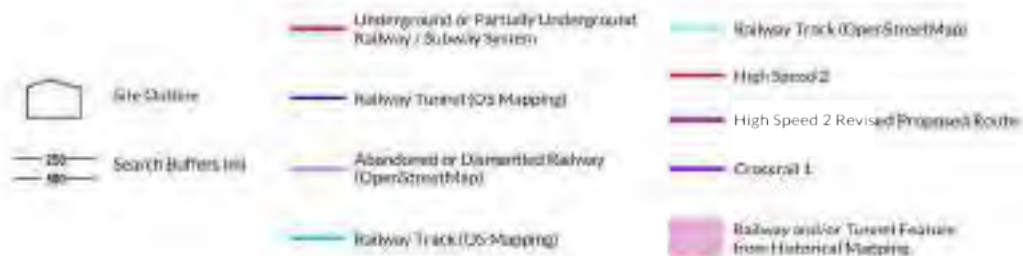 Site Outline
250
500
Search Buffers (m)
Underground or Partially Underground
Railway / Subway System
Railway Tunnel (OS Mapping)
Abandoned or Dismantled Railway
(OpenStreetMap)
Railway Track (OS Mapping)
Railway Track (OpenStreetMap)
High Speed 2
High Speed 2 Revised Proposed Route
Crossrail 1
Railway and/or Tunnel Feature
from Historical Mapping